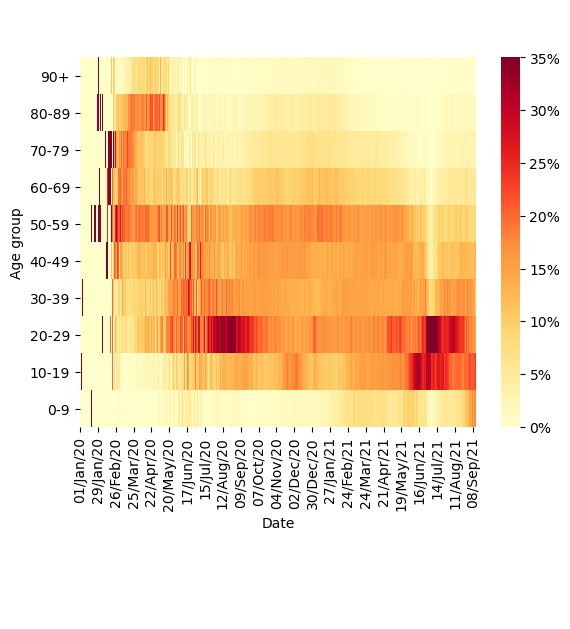 35%
30%
25%
20%
15%
10%
5%
0%
90+
80-89
70-79
60-69
50-59
40-49
30-39
20-29
10-19
0-9
Age group
01/Jan/20
29/Jan/20
26/Feb/20
25/Mar/20
22/Apr/20
20/May/20
17/Jun/20
15/Jul/20
12/Aug/20
09/Sep/20
07/Oct/20
04/Nov/20
02/Dec/20
30/Dec/20
27/Jan/21
24/Feb/21
24/Mar/21
21/Apr/21
19/May/21
16/Jun/21
14/Jul/21
11/Aug/21
08/Sep/21
Date